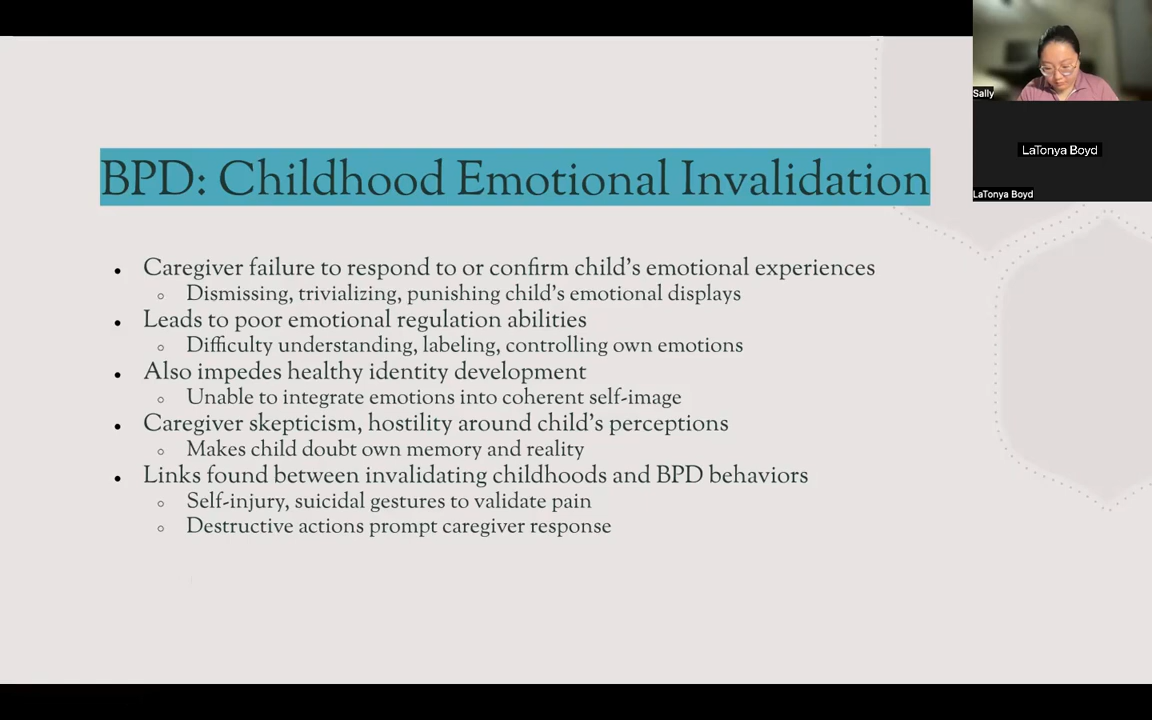 BPD: Childhood Emotional Invalidation
• Caregiver failure to respond to or confirm child's emotional experiences
○ Dismissing, trivializing, punishing child's emotional displays
• Leads to poor emotional regulation abilities
○ Difficulty understanding, labeling, controlling own emotions
• Also impedes healthy identity development
○ Unable to integrate emotions into coherent self-image
• Caregiver skepticism, hostility around child's perceptions
○ Makes child doubt own memory and reality
• Links found between invalidating childhoods and BPD behaviors
○ Self-injury, suicidal gestures to validate pain
○ Destructive actions prompt caregiver response
Sally
LaTonya Boyd
LaTonya Boyd